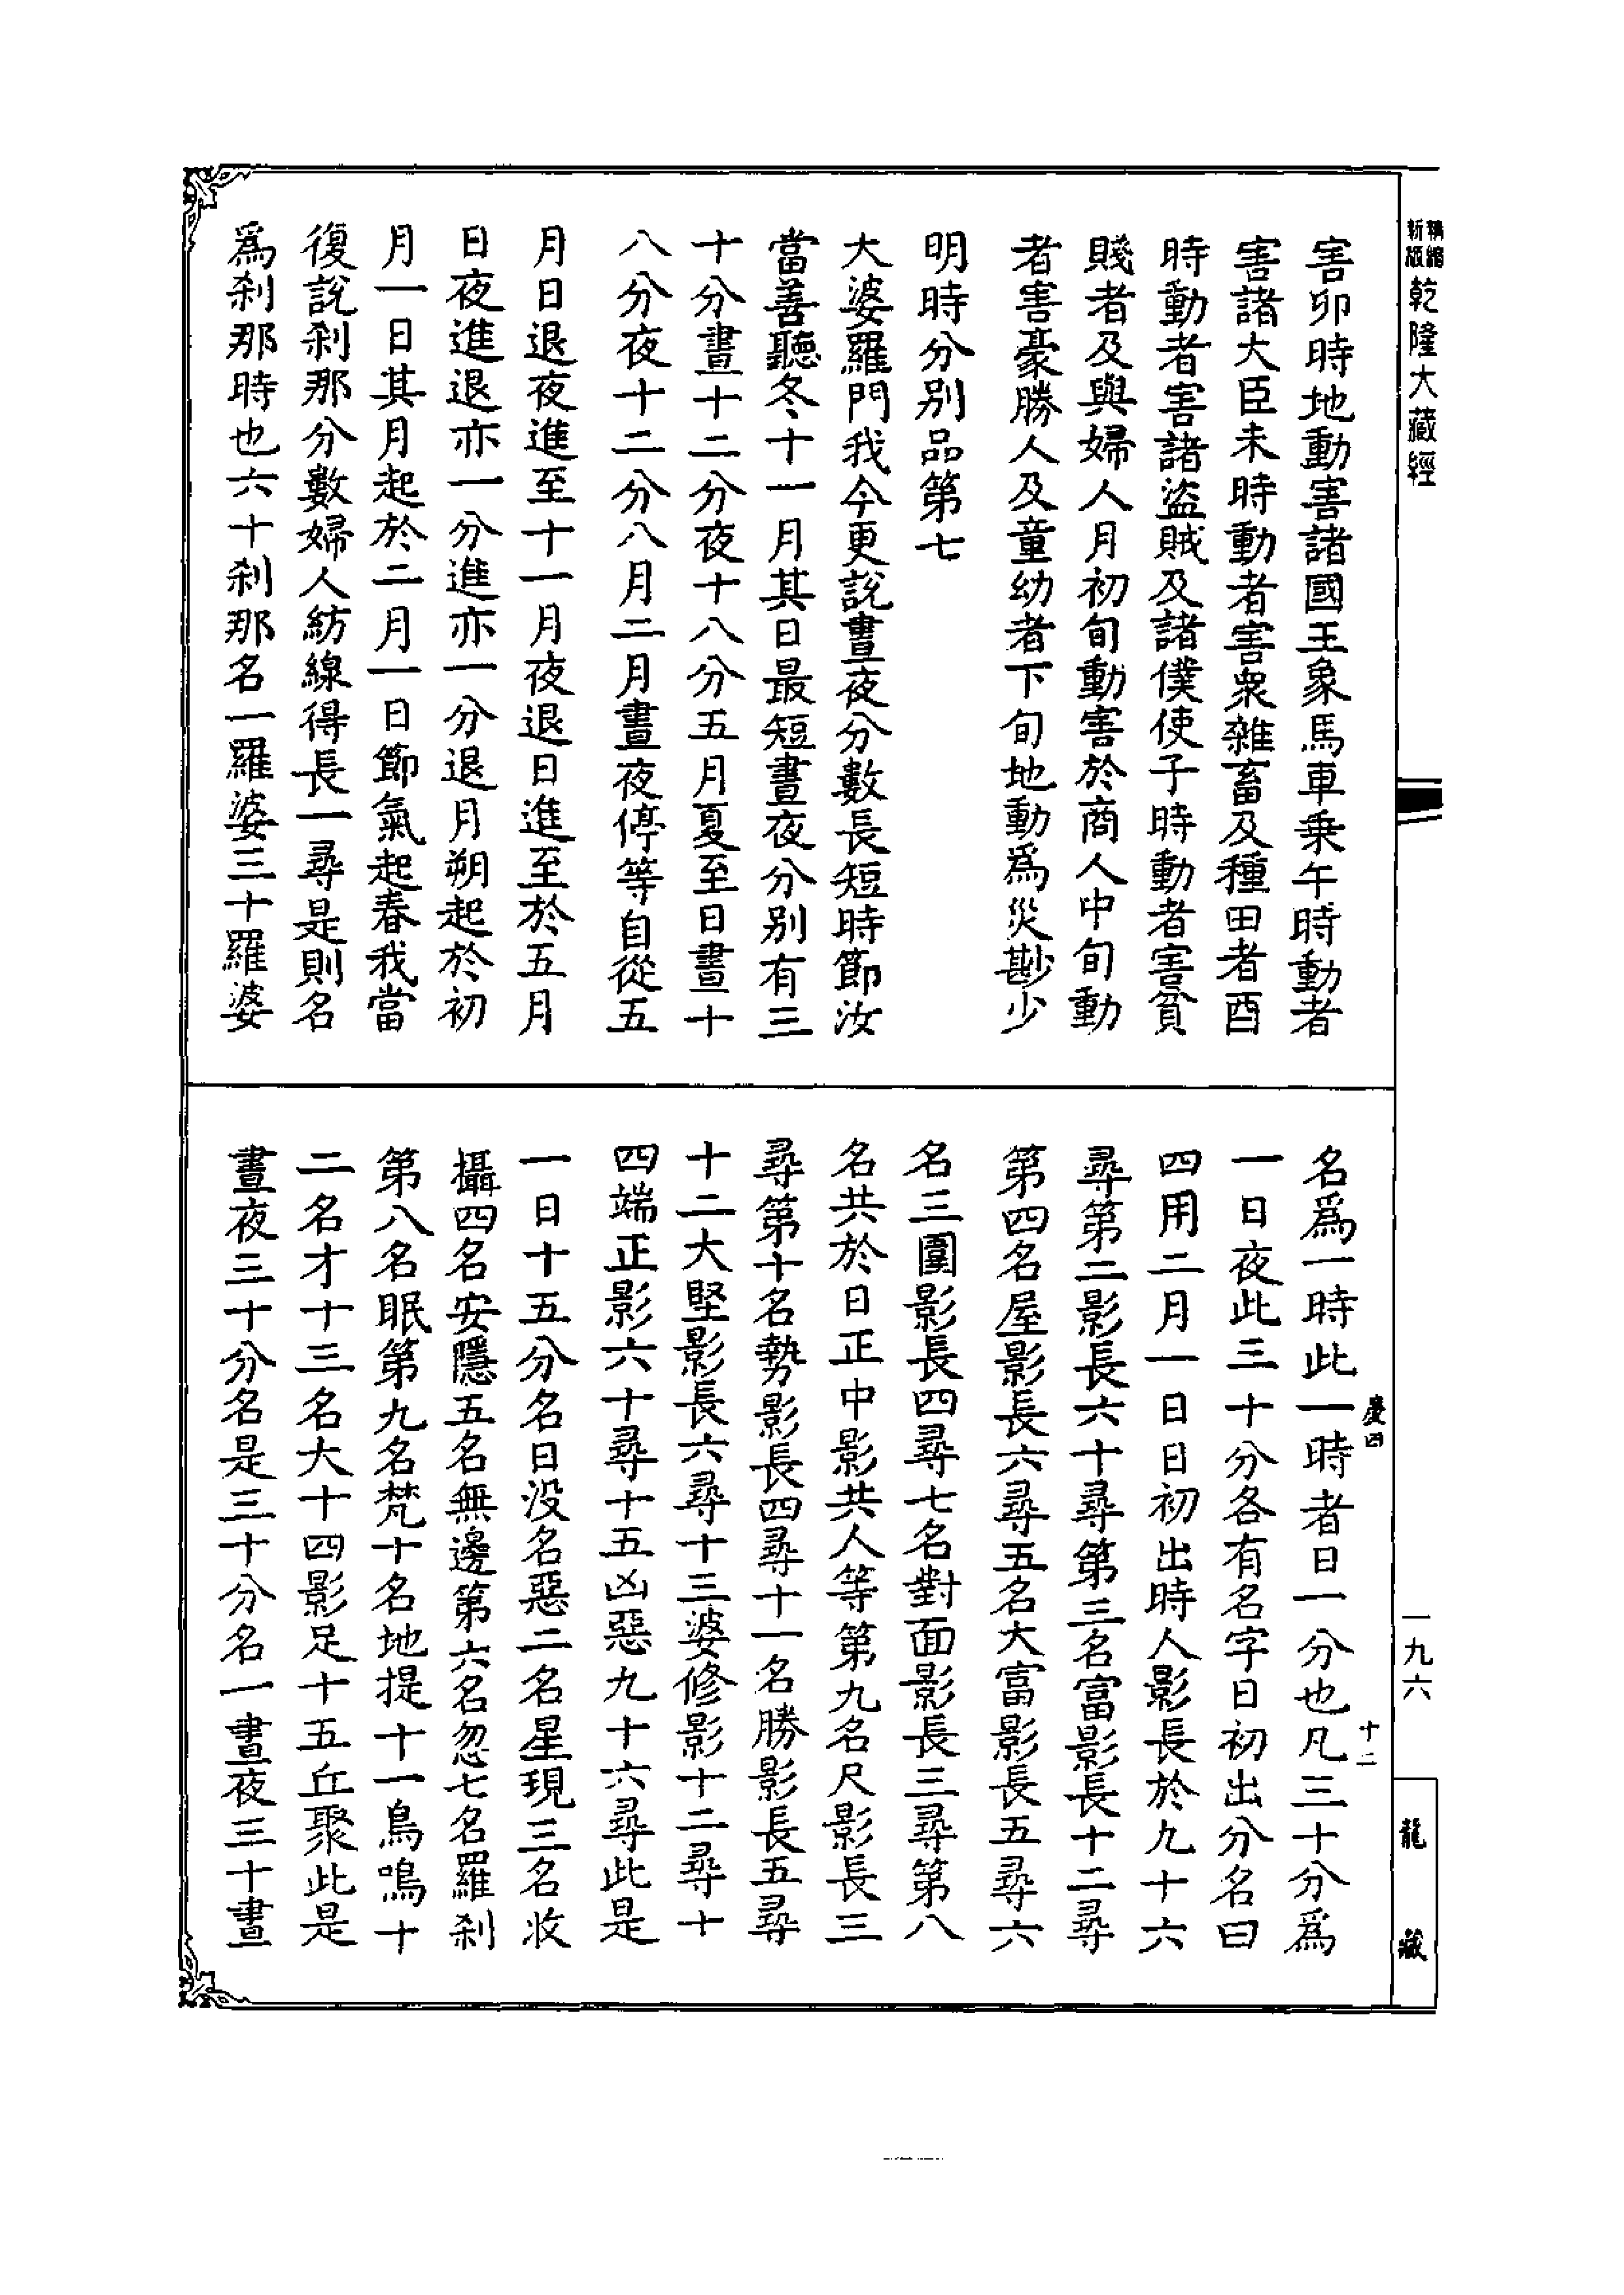 新編縮版
乾隆大藏經
害卯時地動害諸國王象馬車乗午時動者
害諸大臣未時動者害衆雜畜及種田者酉
時動者害諸盜賊及諸僕使子時動者害貧
賤者及與婦人月初旬動害於商人中旬動
者害豪勝人及童幼者下旬地動爲災尠少
明時分别品第七
大婆羅門我今更説晝夜分數長短時節汝
當善聽冬十一月其日最短晝夜分别有三
十分晝十二分夜十八分五月夏至日晝十
八分夜十二分八月二月晝夜停等自從五
月日退夜進至十一月夜退日進至於五月
日夜進退亦一分進亦一分退月朔起於初
月一日其月起於二月一日節氣起春我當
復説刹那分數婦人紡線得長一尋是則名
爲刹那時也六十刹那名一羅婆三十羅婆
名爲一時此一時者日一分也凡三十分爲
一日夜此三十分各有名字日初出分名曰
四用二月一日日初出時人影長於九十六
尋第二影長六十尋第三名富影長十二尋
第四名屋影長六尋五名大富影長五尋六
名三圍影長四尋七名對面影長三尋第八
名共於日正中影共人等第九名尺影長三
尋第十名勢影長四尋十一名勝影長五尋
十二大堅影長六尋十三婆修影十二尋十
四端正影六十尋十五凶惡九十六尋此是
一日十五分名日没名惡二名星現三名收
攝四名安隱五名無邊第六名忽七名羅刹
第八名眠第九名梵十名地提十一鳥鳴十
二名才十三名大十四影足十五丘聚此是
晝夜三十分名是三十分名一晝夜三十晝
慶四
十二
一九六
龍藏